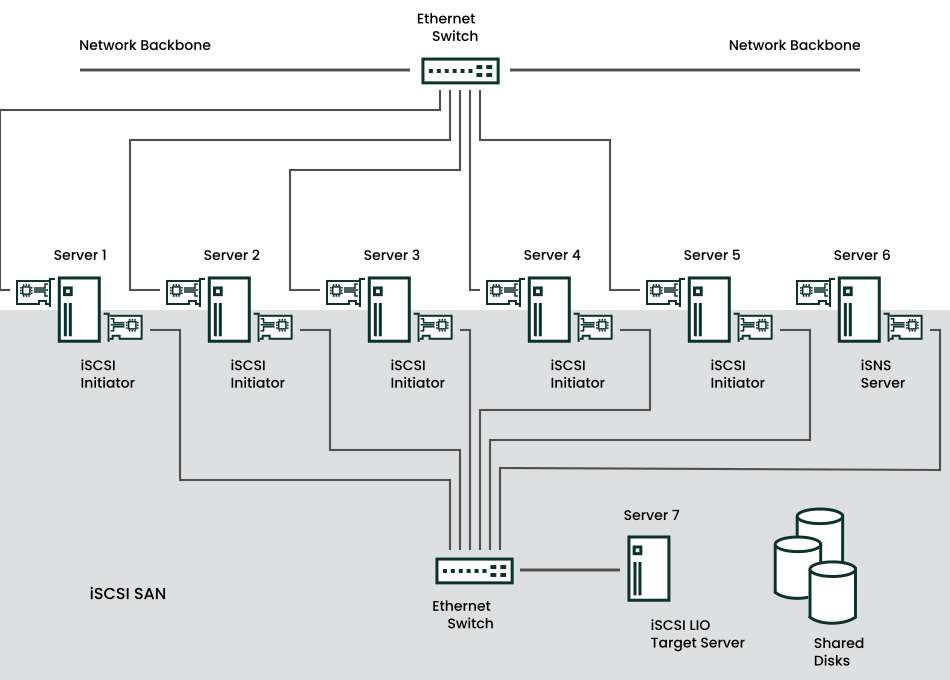 Ethernet
Switch
Network Backbone
Network Backbone
Server 1
Server 2
Server 3
Server 4
Server 5
Server 6
iSCSI
Initiator
iSCSI
Initiator
iSCSI
Initiator
iSCSI
Initiator
iSCSI
Initiator
iSNS
Server
Server 7
iSCSI SAN
Ethernet
Switch
iSCSI LIO
Target Server
Shared
Disks